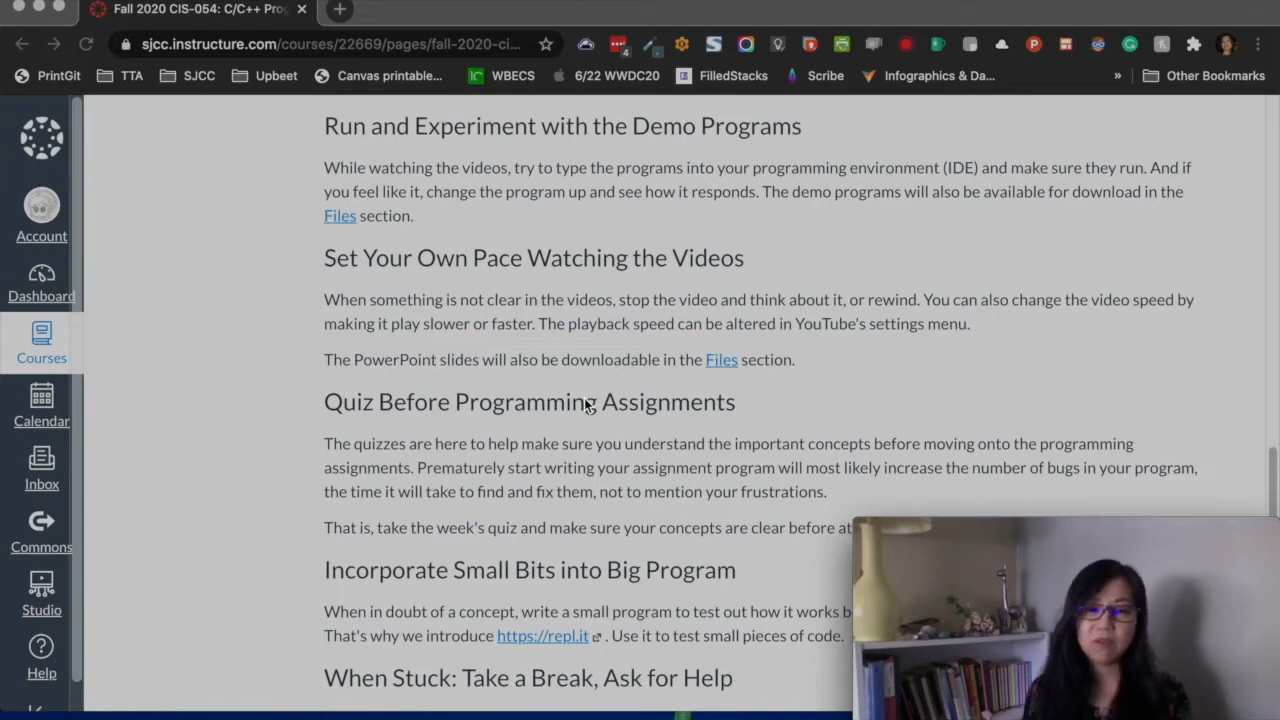 Fall 2020 CIS-054: C/C++ Prog
sjcc.instructure.com/courses/22669/pages/fall-2020-ci...
4
PrintGit TTA SJCC Upbeet Canvas printable... WBECS 6/22 WWDC20 FilledStacks Scribe Infographics & Da... » Other Bookmarks
Run and Experiment with the Demo Programs
While watching the videos, try to type the programs into your programming environment (IDE) and make sure they run. And if
you feel like it, change the program up and see how it responds. The demo programs will also be available for download in the
Files section.
Account
Set Your Own Pace Watching the Videos
Dashboard
When something is not clear in the videos, stop the video and think about it, or rewind. You can also change the video speed by
making it play slower or faster. The playback speed can be altered in YouTube's settings menu.
Courses
The PowerPoint slides will also be downloadable in the Files section.
Quiz Before Programming Assignments
Calendar
The quizzes are here to help make sure you understand the important concepts before moving onto the programming
assignments. Prematurely start writing your assignment program will most likely increase the number of bugs in your program,
Inbox
the time it will take to find and fix them, not to mention your frustrations.
That is, take the week's quiz and make sure your concepts are clear before at
Commons
Incorporate Small Bits into Big Program
Studio
When in doubt of a concept, write a small program to test out how it works b
That's why we introduce https://repl.it . Use it to test small pieces of code.
Help
When Stuck: Take a Break, Ask for Help